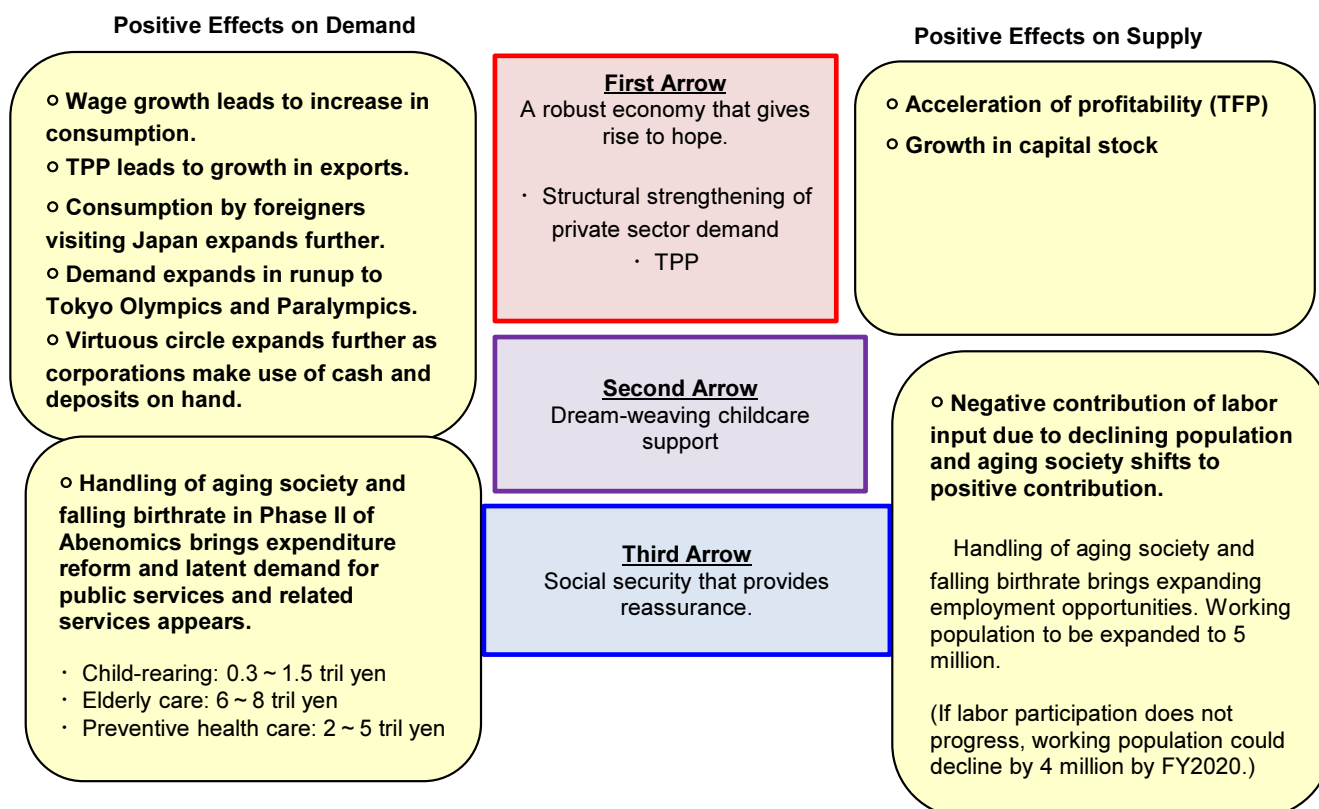 Positive Effects on Demand
○ Wage growth leads to increase in
consumption.
○ TPP leads to growth in exports.
○ Consumption by foreigners
visiting Japan expands further.
○ Demand expands in runup to
Tokyo Olympics and Paralympics.
○ Virtuous circle expands further as
corporations make use of cash and
deposits on hand.
○ Handling of aging society and
falling birthrate in Phase II of
Abenomics brings expenditure
reform and latent demand for
public services and related
services appears.
・ Child-rearing: 0.3 ~ 1.5 tril yen
・ Elderly care: 6 ~ 8 tril yen
・ Preventive health care: 2 ~ 5 tril yen
First Arrow
A robust economy that gives
rise to hope.
・ Structural strengthening of
private sector demand
・ TPP
Second Arrow
Dream-weaving childcare
support
Third Arrow
Social security that provides
reassurance.
Positive Effects on Supply
○ Acceleration of profitability (TFP)
○ Growth in capital stock
○ Negative contribution of labor
input due to declining population
and aging society shifts to
positive contribution.
Handling of aging society and
falling birthrate brings expanding
employment opportunities. Working
population to be expanded to 5
million.
(If labor participation does not
progress, working population could
decline by 4 million by FY2020.)